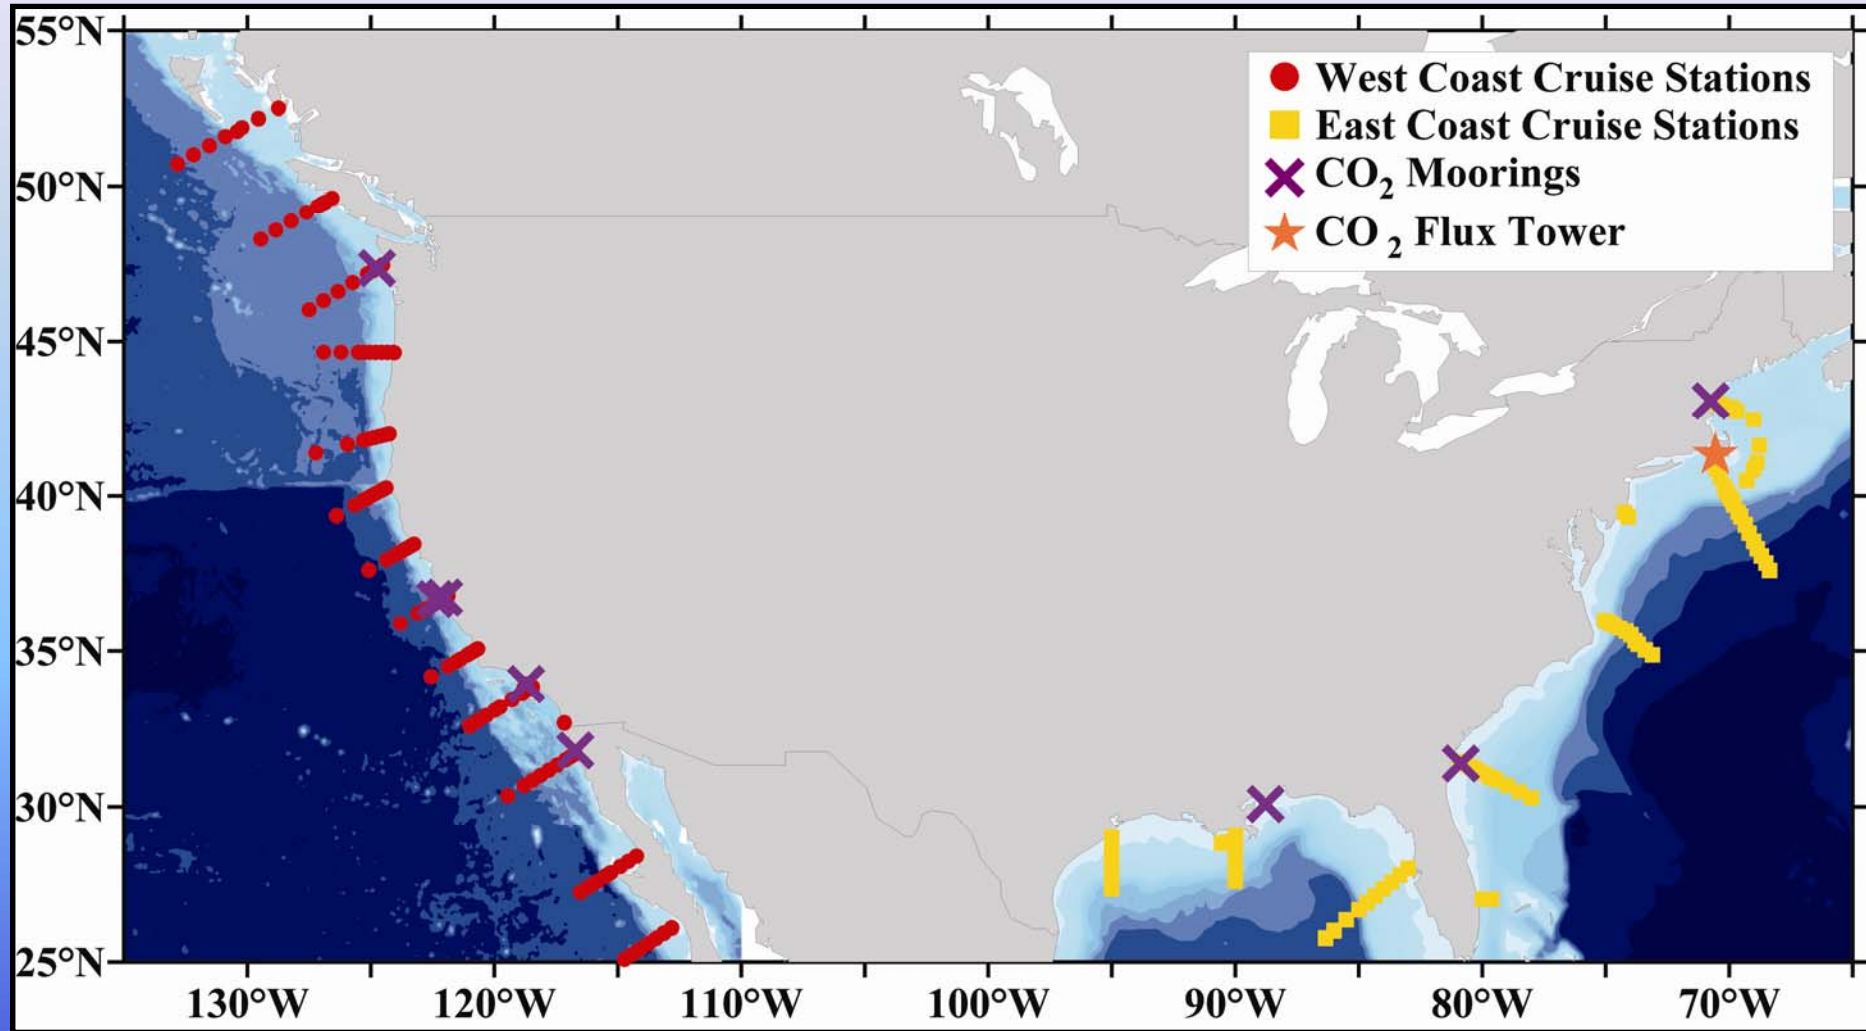 55°N
50°N
45°N
40°N
35°N
30°N
25°N
West Coast Cruise Stations
East Coast Cruise Stations
CO₂ Moorings
CO₂ Flux Tower
130°W 120°W 110°W 100°W 90°W 80°W 70°W